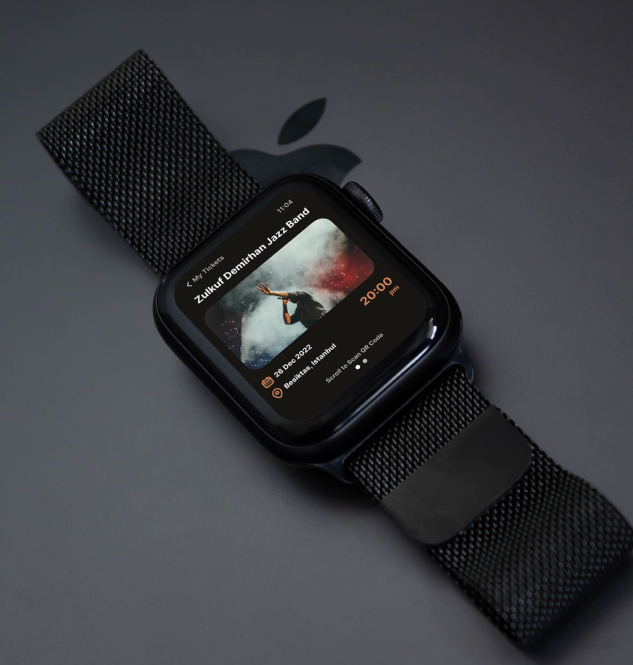 11:04
My Tickets
Zulkuf Demirhan Jazz Band
28 Dec 2022
Besiktas, Istanbul
20:00
pm
Scroll to Scan QR Code